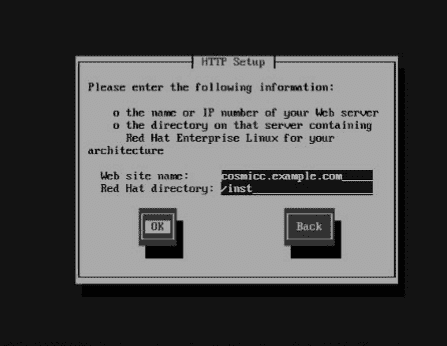 HTTP Setup
Please enter the following information:
o the name or IP number of your Web server
o the directory on that server containing
Red Hat Enterprise Linux for your
architecture
Web site name: cosmicc.example.com
Red Hat directory: /inst
OK Back